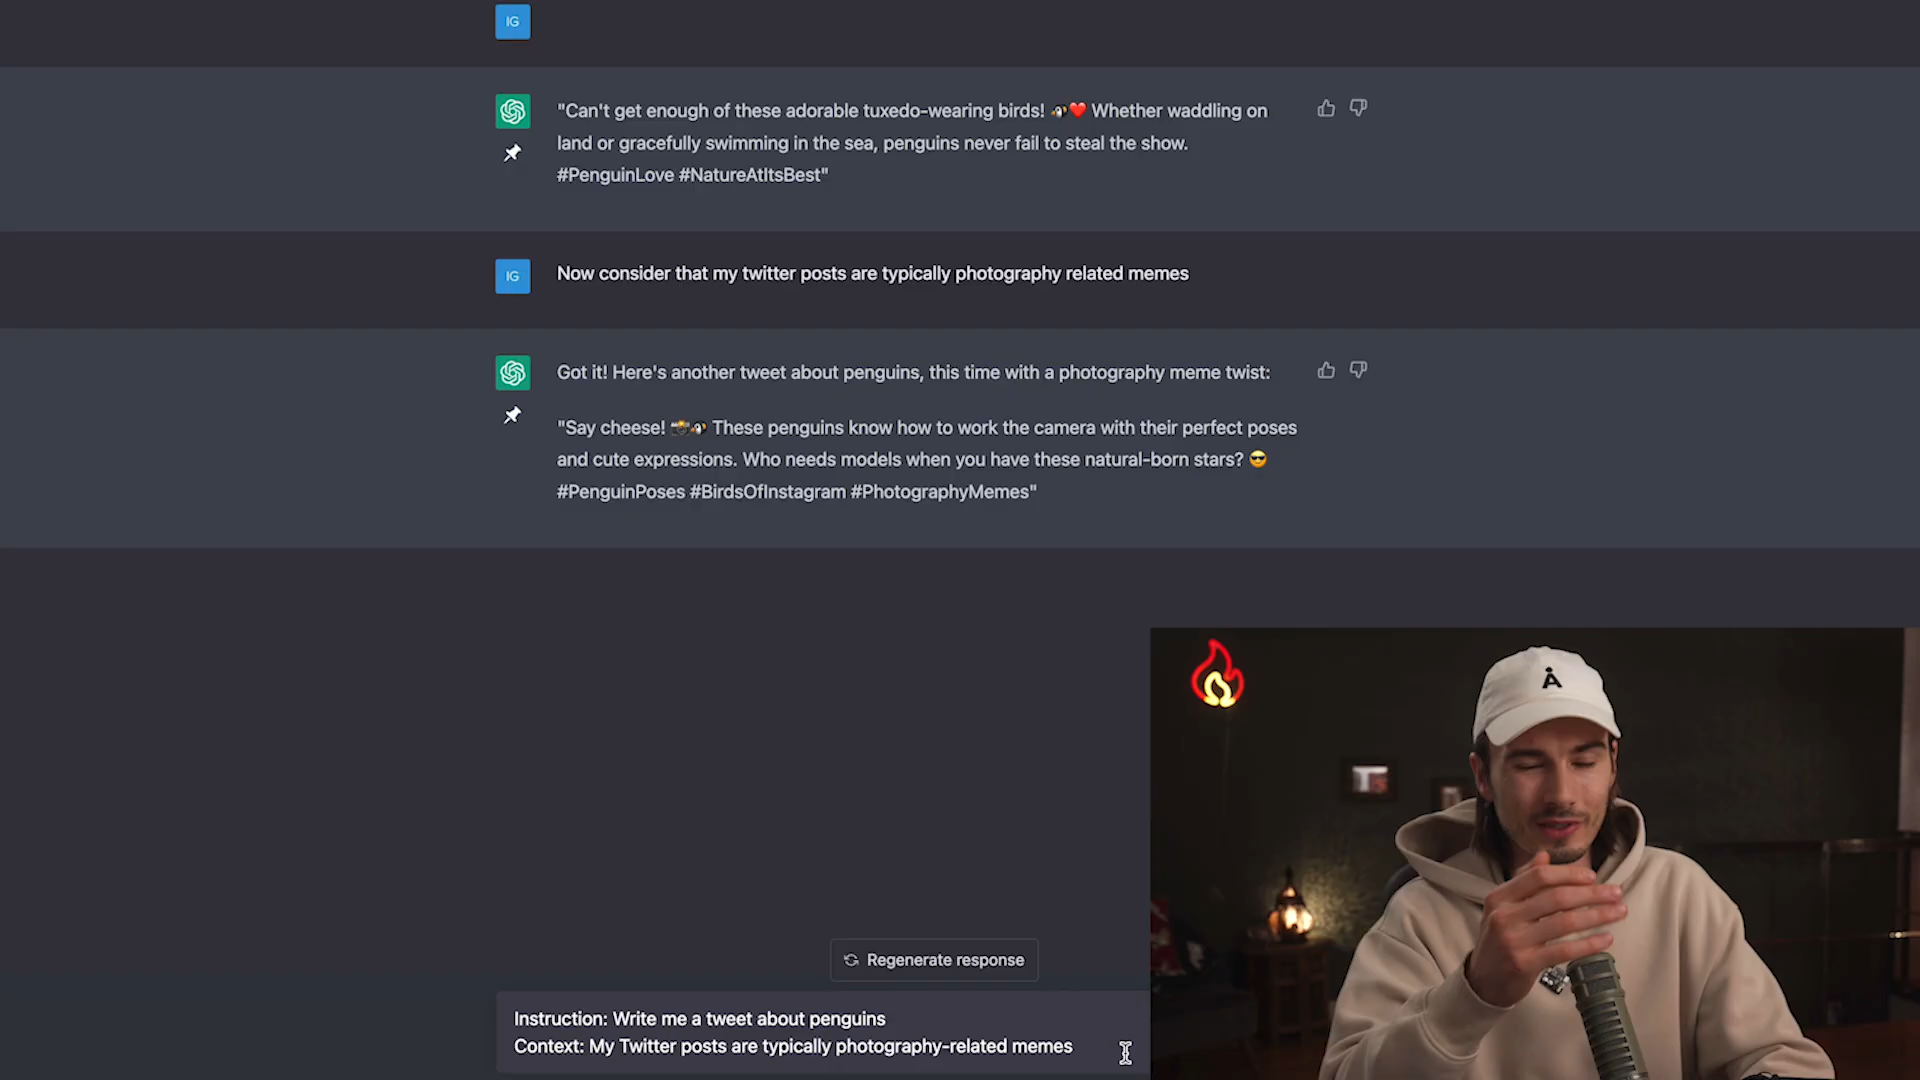 IG
"Can't get enough of these adorable tuxedo-wearing birds! 🐧❤️ Whether waddling on
land or gracefully swimming in the sea, penguins never fail to steal the show.
#PenguinLove #NatureAtItsBest"
IG
Now consider that my twitter posts are typically photography related memes
Got it! Here's another tweet about penguins, this time with a photography meme twist:
"Say cheese! 📸🐧 These penguins know how to work the camera with their perfect poses
and cute expressions. Who needs models when you have these natural-born stars? 😎
#PenguinPoses #BirdsOfInstagram #PhotographyMemes"
Å
Regenerate response
Instruction: Write me a tweet about penguins
Context: My Twitter posts are typically photography-related memes